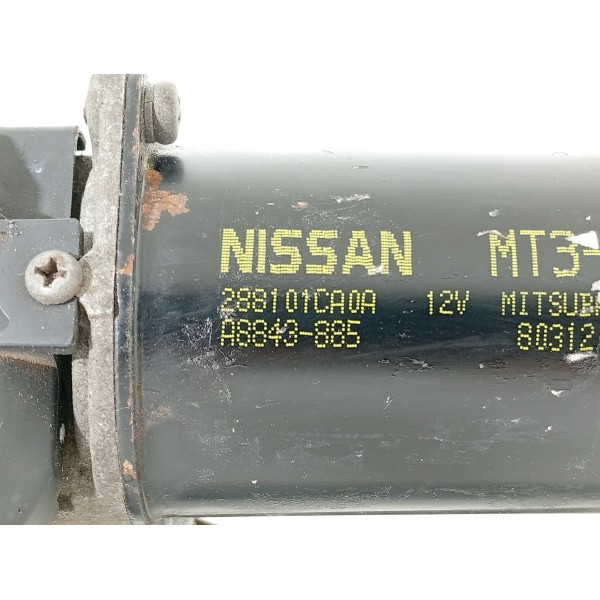 NISSAN MT3-
288101CA0A 12V MITSUB
A8843-885 80312